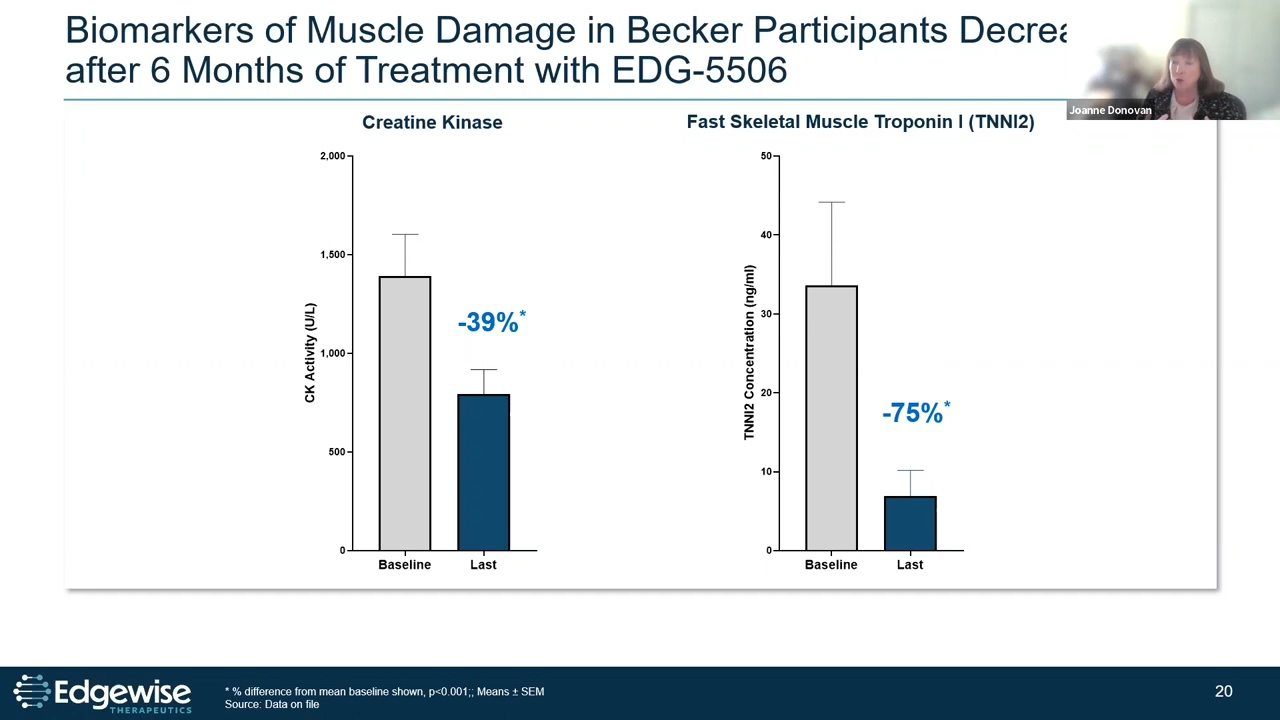 Biomarkers of Muscle Damage in Becker Participants Decrea
after 6 Months of Treatment with EDG-5506
Joanne Donovan
Creatine Kinase
2,000
1,500
1,000
500
0
CK Activity (U/L)
-39%*
Baseline
Last
Fast Skeletal Muscle Troponin I (TNNI2)
50
40
30
20
10
0
TNNI2 Concentration (ng/ml)
-75%*
Baseline
Last
Edgewise
THERAPEUTICS
* % difference from mean baseline shown, p<0.001;; Means ± SEM
Source: Data on file
20